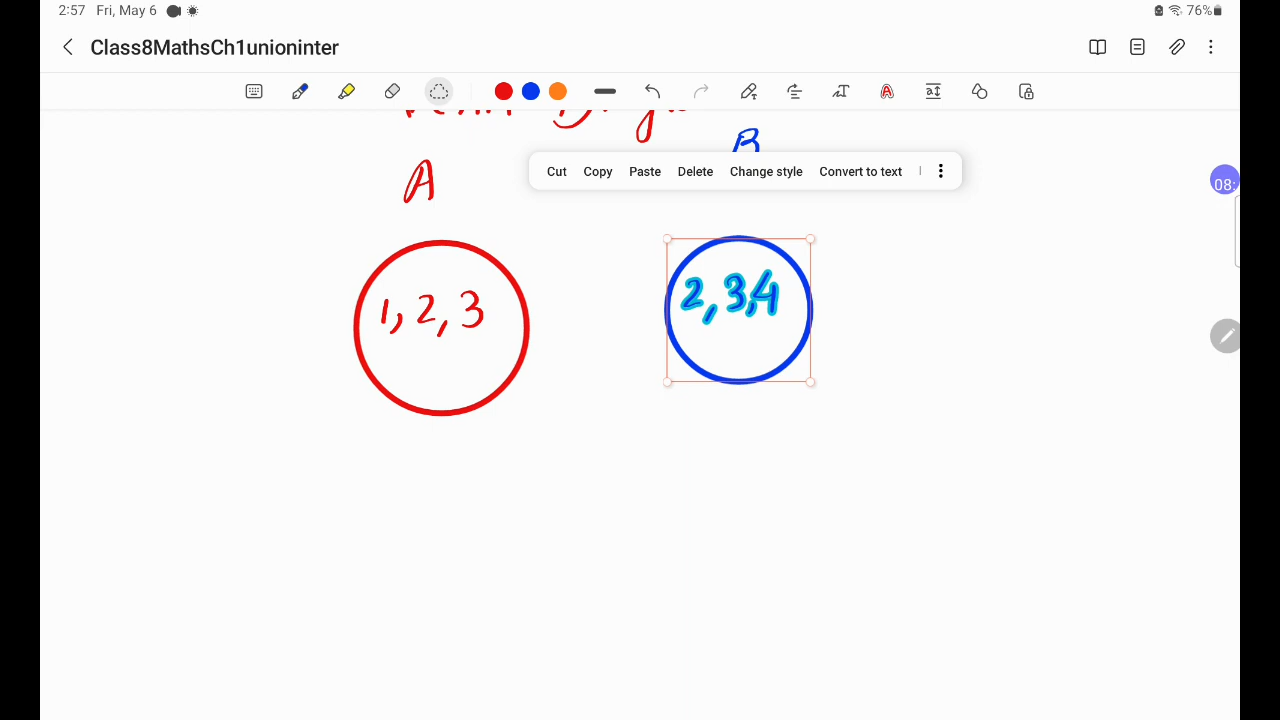 2:57 Fri, May 6 76%
Class8MathsCh1unioninter
B
A
Cut Copy Paste Delete Change style Convert to text
08:
1, 2, 3
2, 3, 4